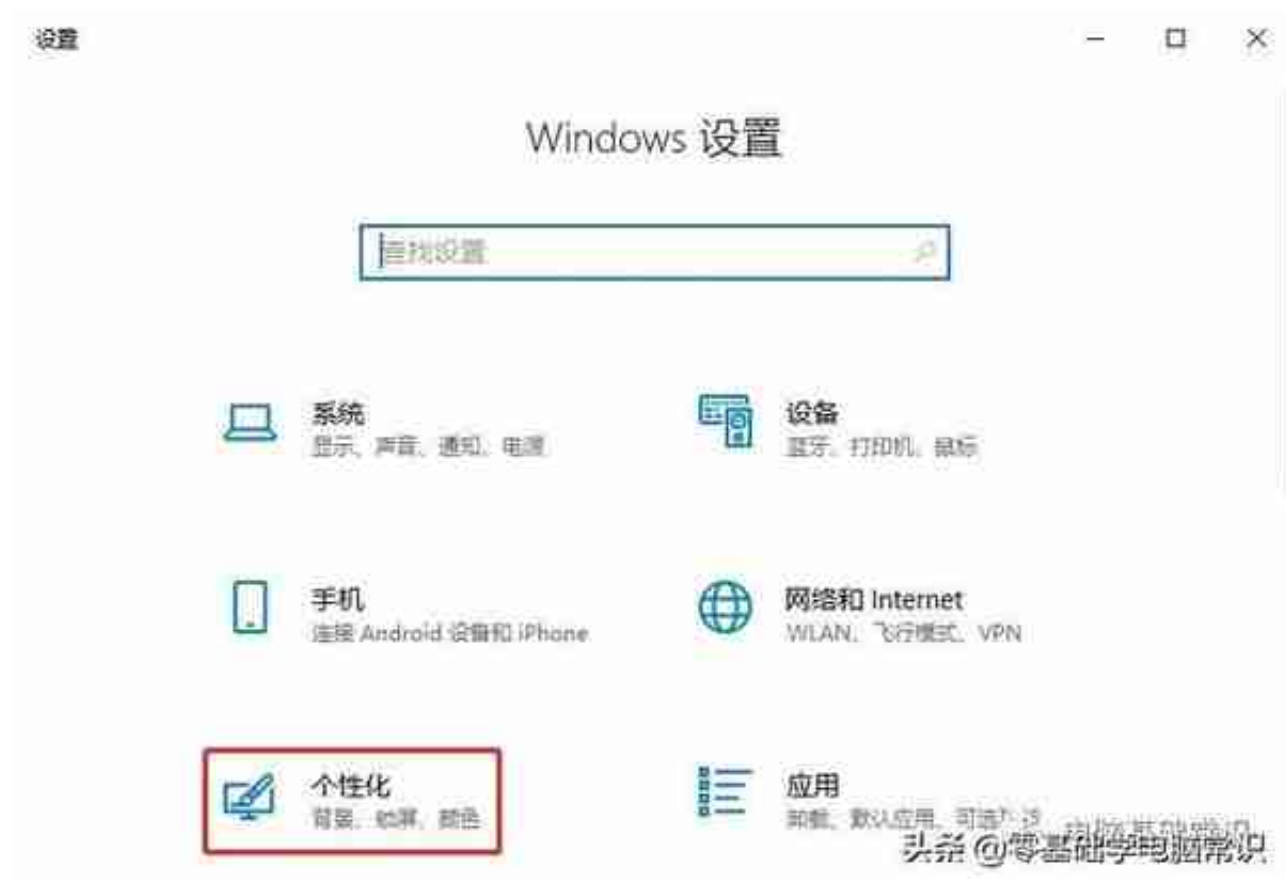 设置
Windows 设置
查找设置
系统
显示、声音、通知、电源
设备
蓝牙、打印机、鼠标
手机
连接 Android 设备和 iPhone
网络和 Internet
WLAN、飞行模式、VPN
个性化
背景、锁屏、颜色
应用
卸载、默认应用、可选
头条 @零基础学电脑常识